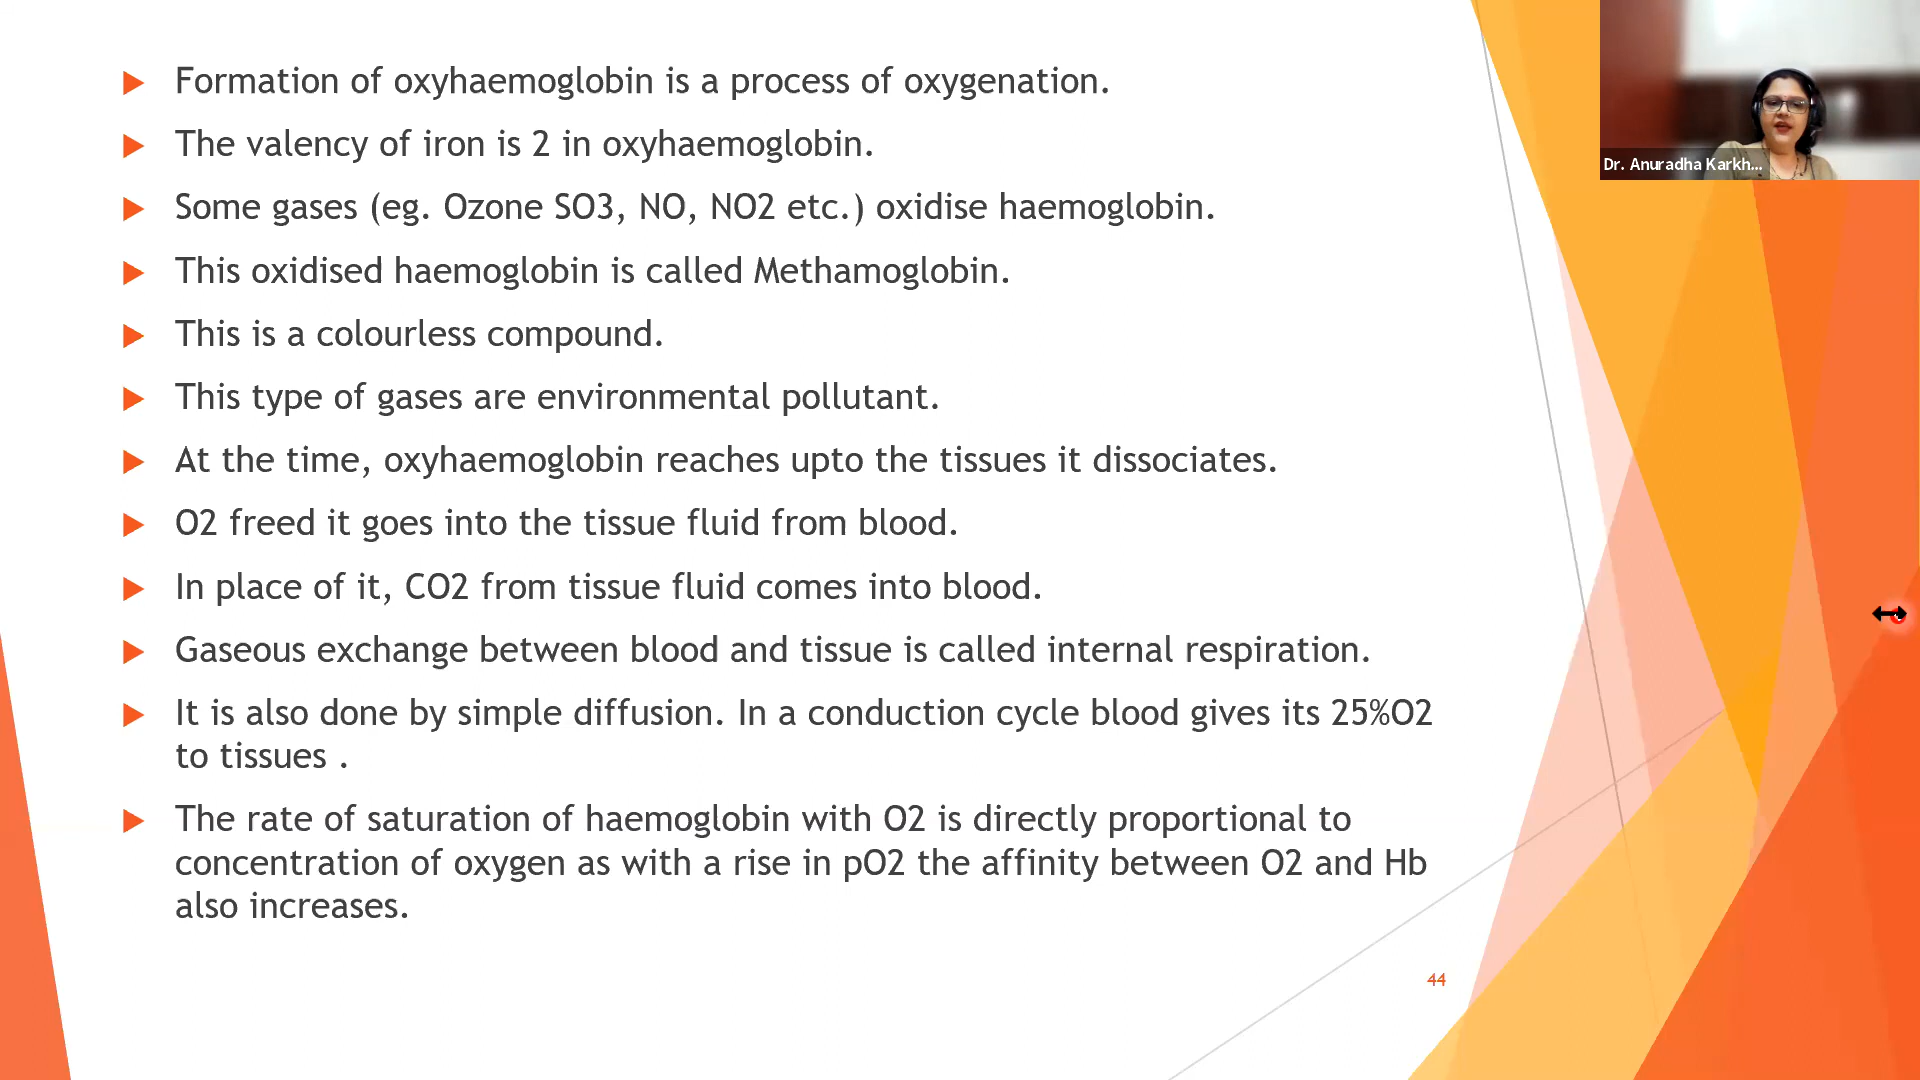 Formation of oxyhaemoglobin is a process of oxygenation.
The valency of iron is 2 in oxyhaemoglobin.
Some gases (eg. Ozone SO3, NO, NO2 etc.) oxidise haemoglobin.
This oxidised haemoglobin is called Methamoglobin.
This is a colourless compound.
This type of gases are environmental pollutant.
At the time, oxyhaemoglobin reaches upto the tissues it dissociates.
O2 freed it goes into the tissue fluid from blood.
In place of it, CO2 from tissue fluid comes into blood.
Gaseous exchange between blood and tissue is called internal respiration.
It is also done by simple diffusion. In a conduction cycle blood gives its 25%O2
to tissues .
The rate of saturation of haemoglobin with O2 is directly proportional to
concentration of oxygen as with a rise in pO2 the affinity between O2 and Hb
also increases.
44
Dr. Anuradha Karkh...